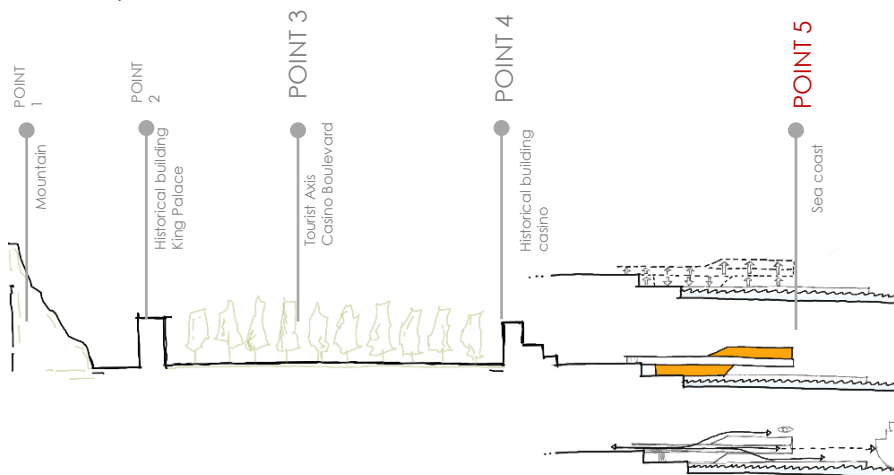 POINT
1
Mountain
POINT
2
Historical building
King Palace
POINT 3
Tourist Axis
Casino Boulevard
POINT 4
Historical building
casino
POINT 5
Sea coast